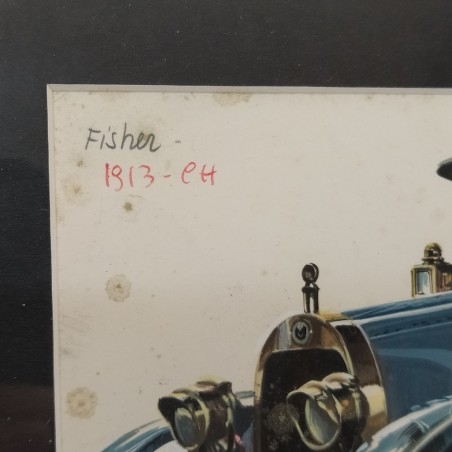 Fisher -
1913 - CH
M